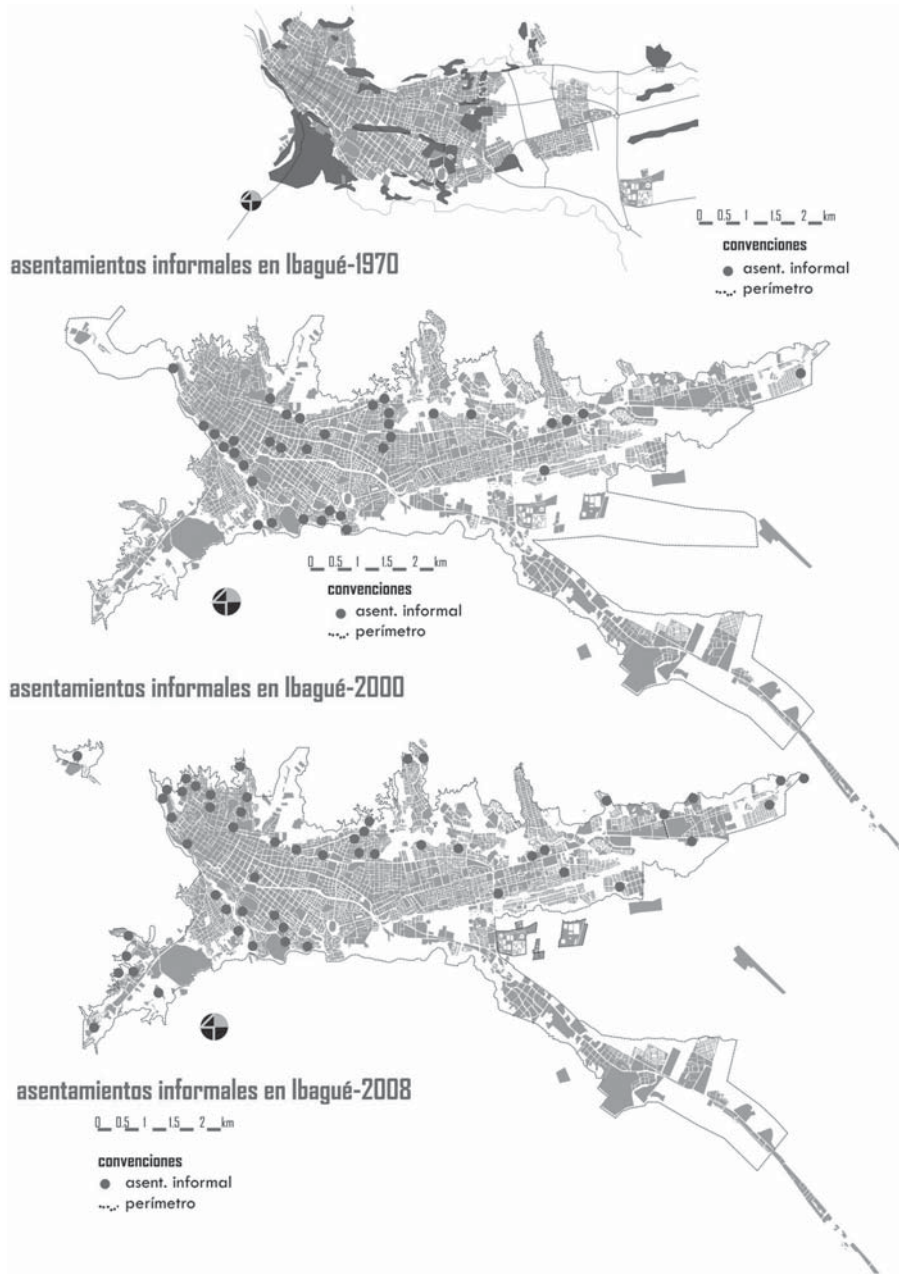 0 0.5 1 1.5 2 km
convenciones
asent. informal
perímetro
asentamientos informales en Ibagué-1970
0 0.5 1 1.5 2 km
convenciones
asent. informal
perímetro
asentamientos informales en Ibagué-2000
asentamientos informales en Ibagué-2008
0 0.5 1 1.5 2 km
convenciones
asent. informal
perímetro